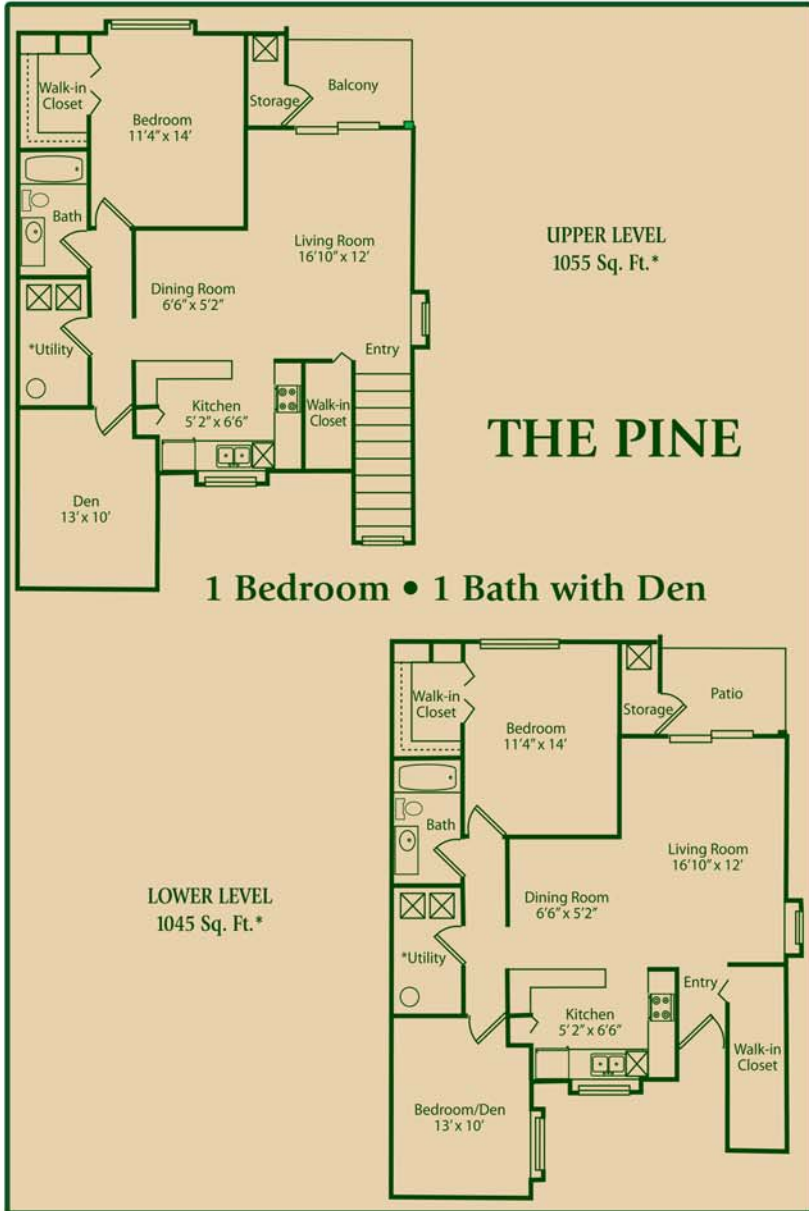 Walk-in
Closet
Bedroom
11'4" x 14'
Storage
Balcony
Bath
Living Room
16'10" x 12'
Dining Room
6'6" x 5'2"
*Utility
Entry
Kitchen
5' 2" x 6'6"
Walk-in
Closet
Den
13' x 10'
UPPER LEVEL
1055 Sq. Ft.*
THE PINE
1 Bedroom • 1 Bath with Den
LOWER LEVEL
1045 Sq. Ft.*
Walk-in
Closet
Bedroom
11'4" x 14'
Storage
Patio
Bath
Living Room
16'10" x 12'
Dining Room
6'6" x 5'2"
*Utility
Entry
Kitchen
5' 2" x 6'6"
Walk-in
Closet
Bedroom/Den
13' x 10'